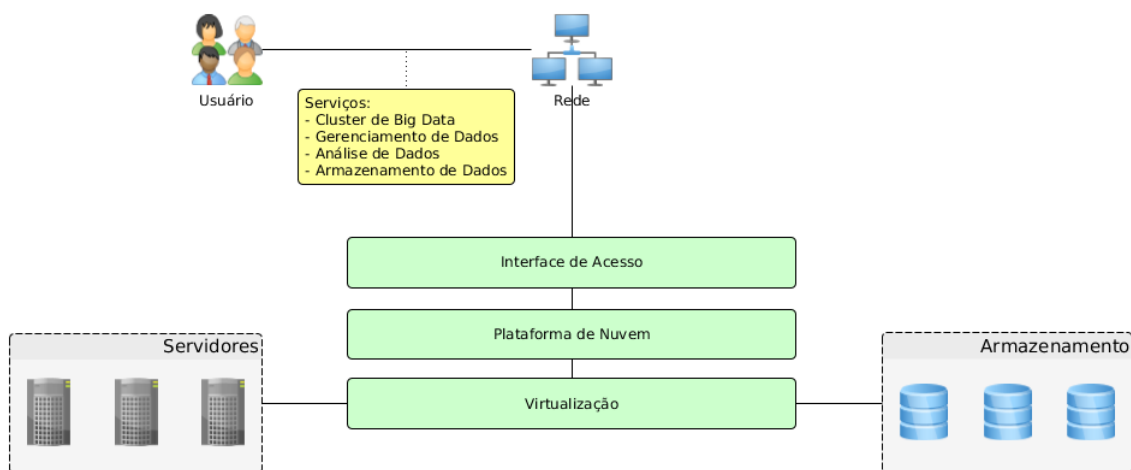 Usuário
Rede
Serviços:
- Cluster de Big Data
- Gerenciamento de Dados
- Análise de Dados
- Armazenamento de Dados
Interface de Acesso
Plataforma de Nuvem
Servidores
Armazenamento
Virtualização